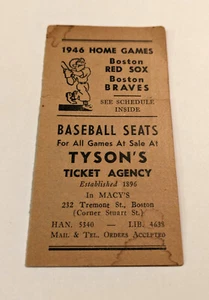 1946 HOME GAMES
Boston
RED SOX
Boston
BRAVES
SEE SCHEDULE
INSIDE
BASEBALL SEATS
For All Games At Sale At
TYSON'S
TICKET AGENCY
Established 1896
In MACY'S
252 Tremont St., Boston
(Corner Stuart St.)
HAN. 5340 — LIB. 4638
MAIL & TEL. ORDERS ACCEPTED